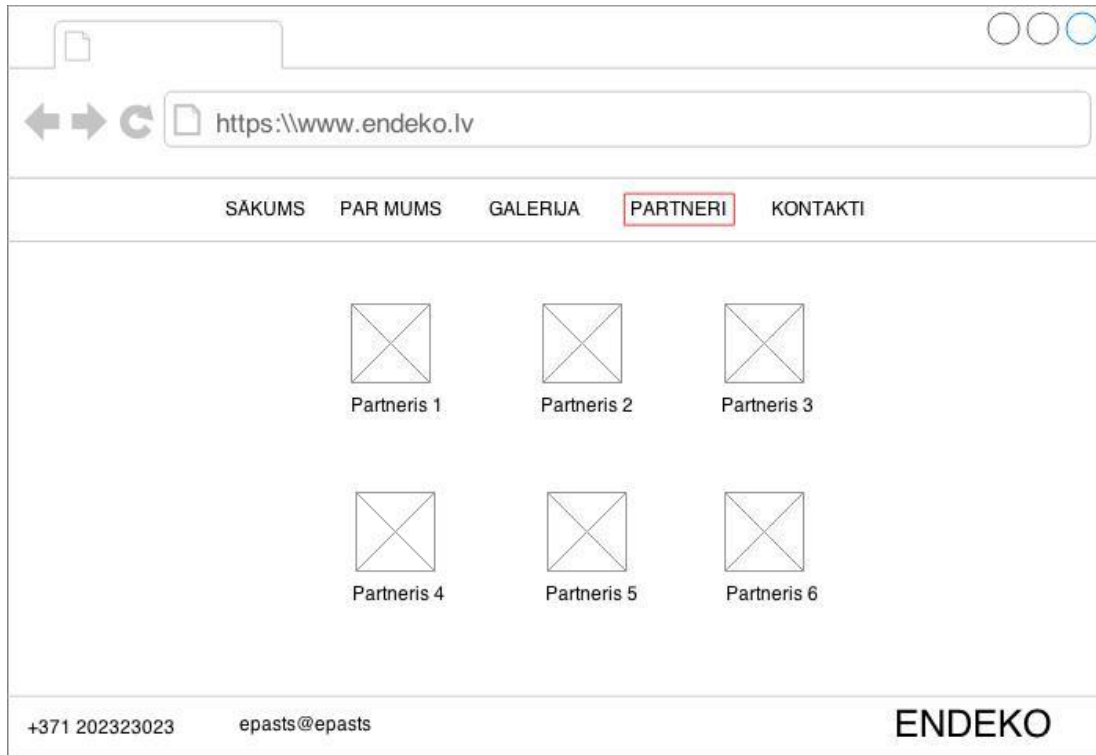 https:\\www.endeko.lv
SĀKUMS PAR MUMS GALERIJA PARTNERI KONTAKTI
Partneris 1 Partneris 2 Partneris 3
Partneris 4 Partneris 5 Partneris 6
+371 202323023 epasts@epasts ENDEKO